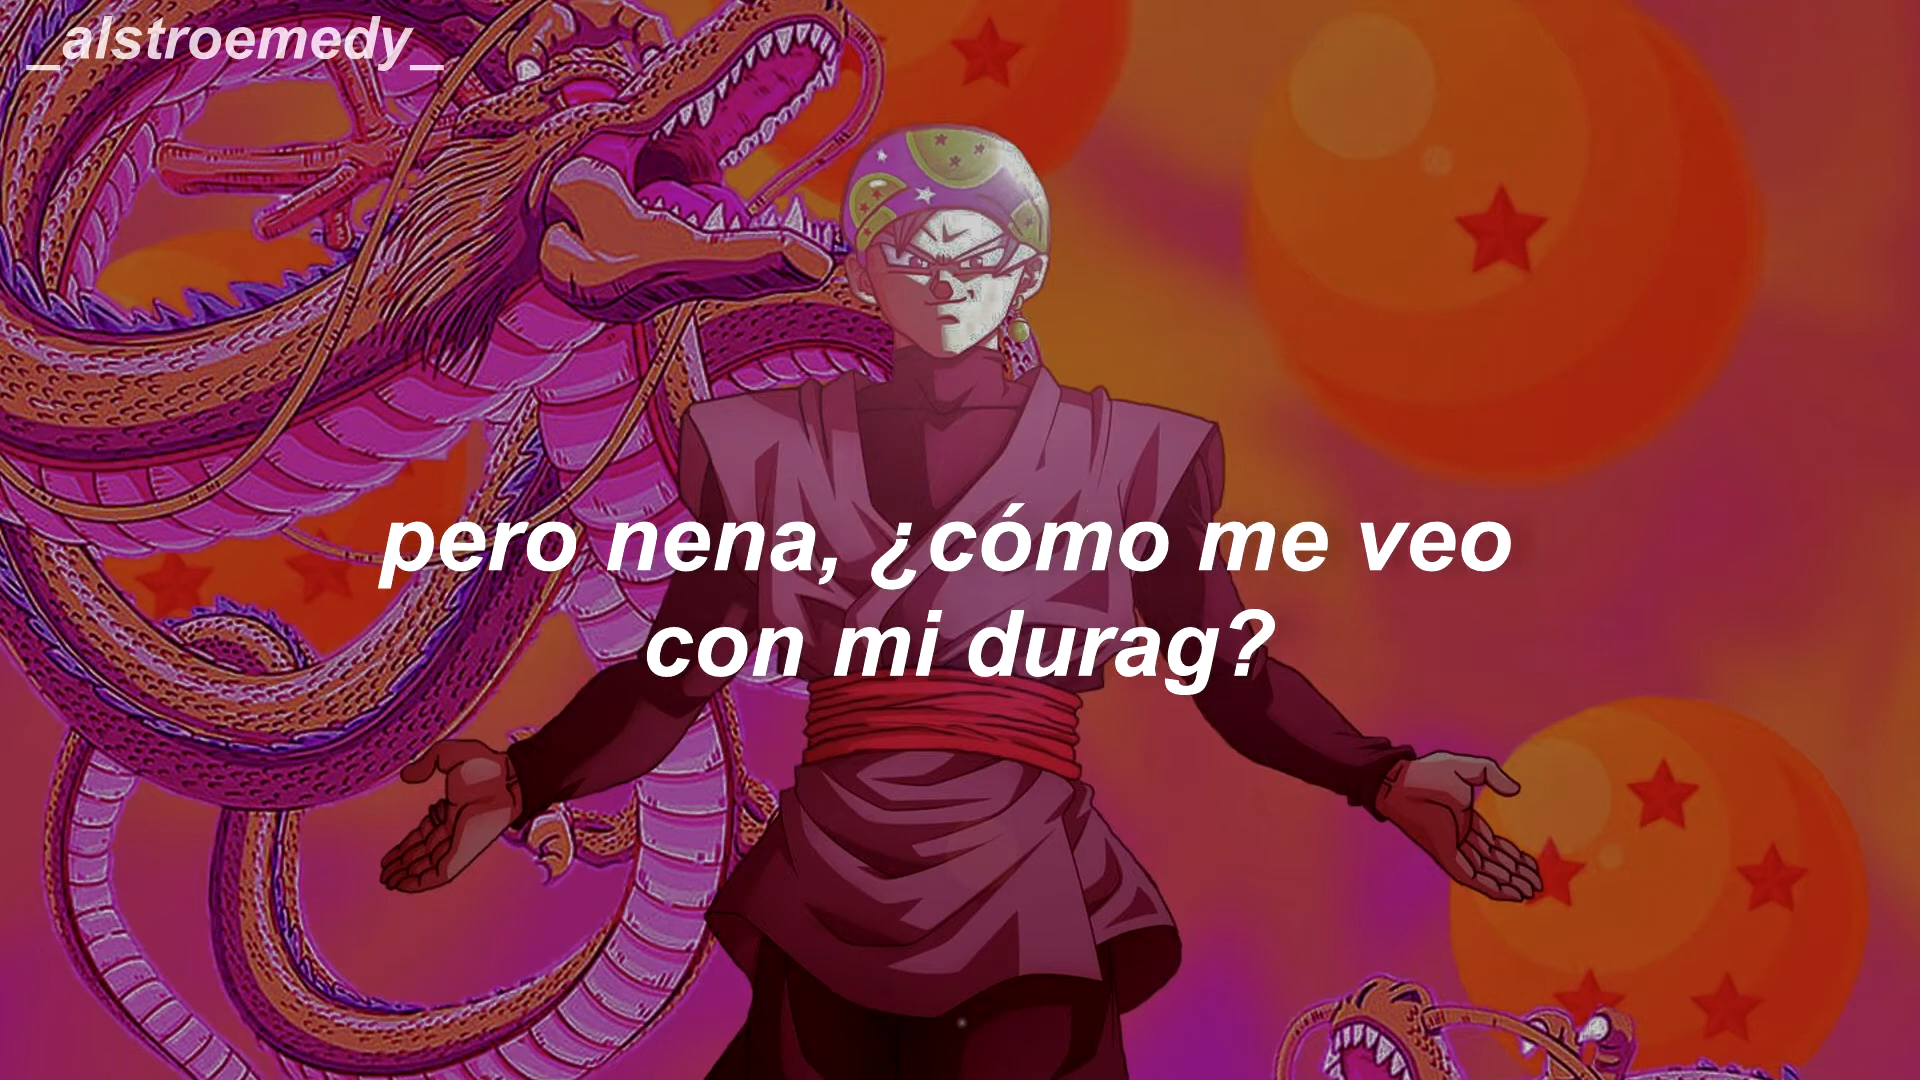 _alstroemedy_
pero nena, ¿cómo me veo
con mi durag?